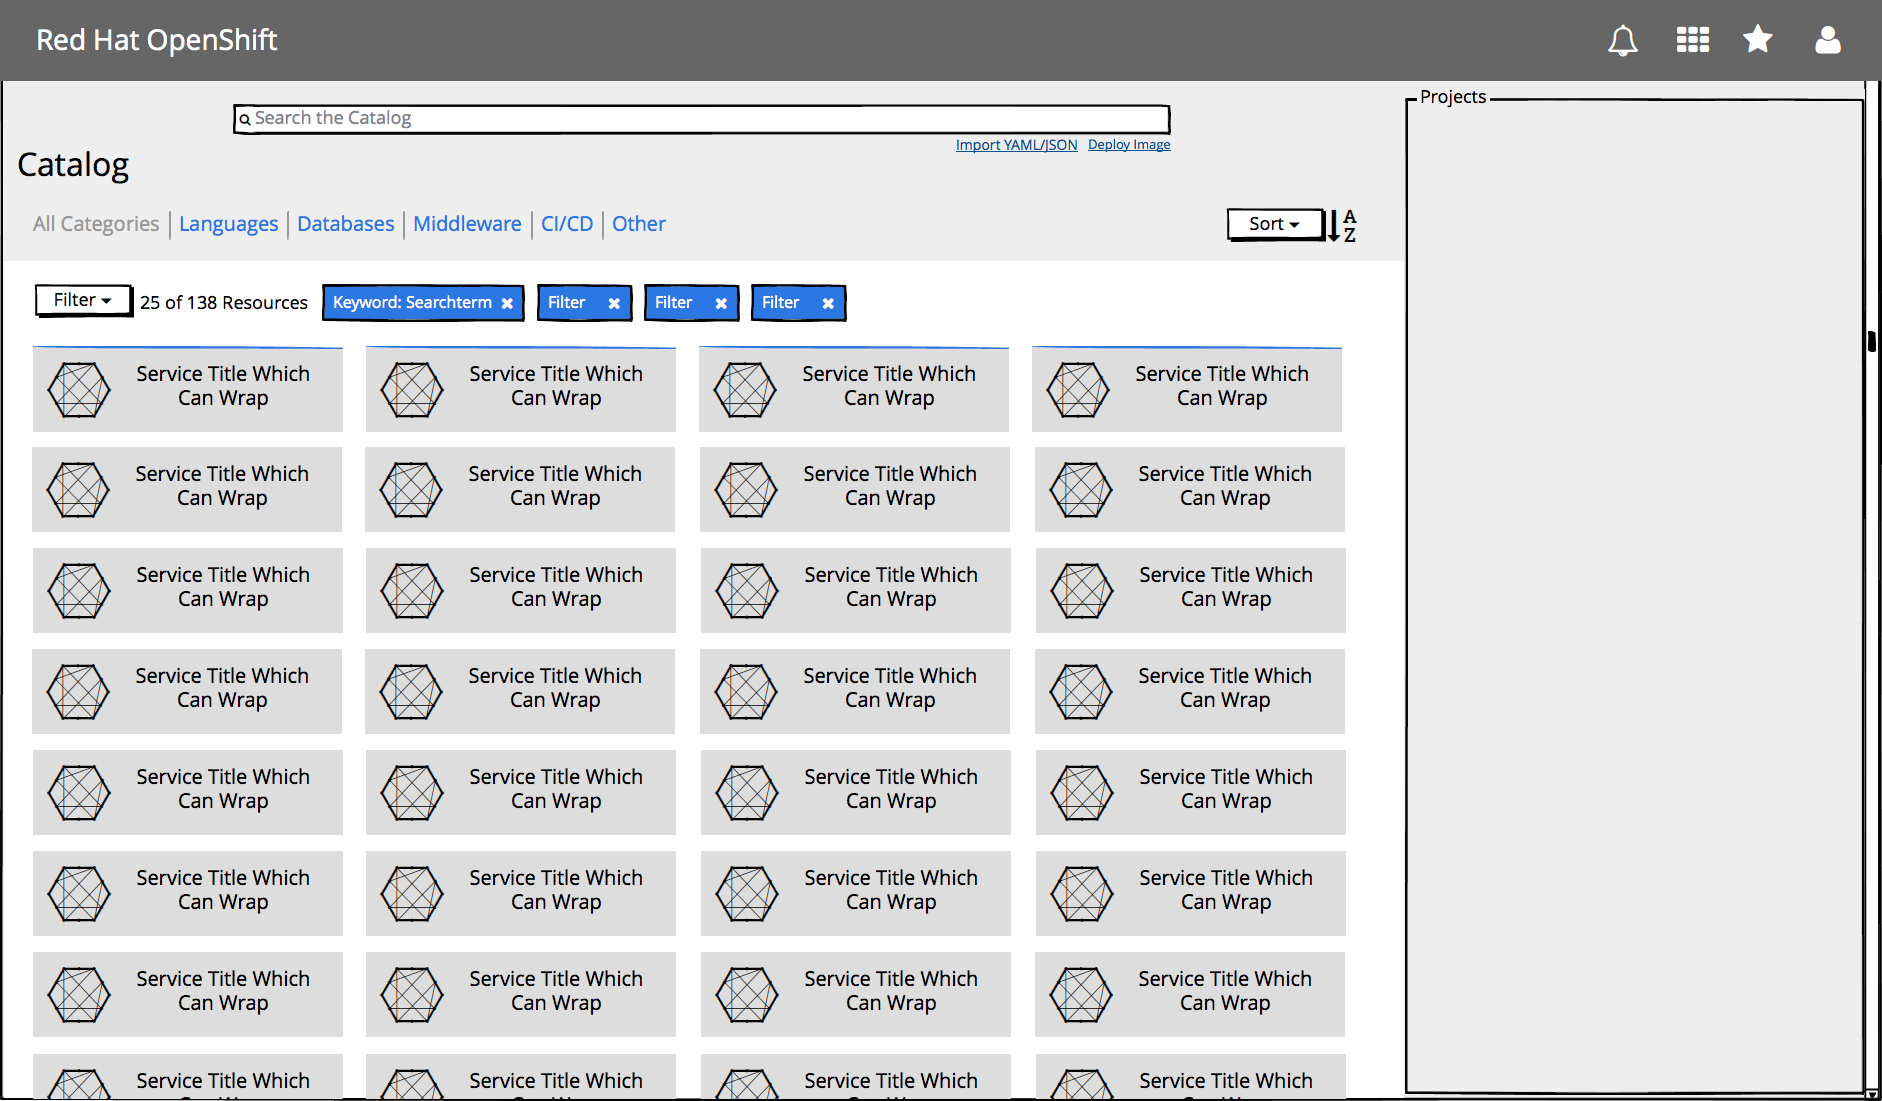 Red Hat OpenShift
Search the Catalog
Projects
Import YAML/JSON Deploy Image
Catalog
All Categories Languages Databases Middleware CI/CD Other
Sort
A
Z
Filter 25 of 138 Resources Keyword: Searchterm Filter Filter Filter
Service Title Which Service Title Which Service Title Which Service Title Which
Can Wrap Can Wrap Can Wrap Can Wrap
Service Title Which Service Title Which Service Title Which Service Title Which
Can Wrap Can Wrap Can Wrap Can Wrap
Service Title Which Service Title Which Service Title Which Service Title Which
Can Wrap Can Wrap Can Wrap Can Wrap
Service Title Which Service Title Which Service Title Which Service Title Which
Can Wrap Can Wrap Can Wrap Can Wrap
Service Title Which Service Title Which Service Title Which Service Title Which
Can Wrap Can Wrap Can Wrap Can Wrap
Service Title Which Service Title Which Service Title Which Service Title Which
Can Wrap Can Wrap Can Wrap Can Wrap
Service Title Which Service Title Which Service Title Which Service Title Which
Can Wrap Can Wrap Can Wrap Can Wrap
Service Title Which Service Title Which Service Title Which Service Title Which